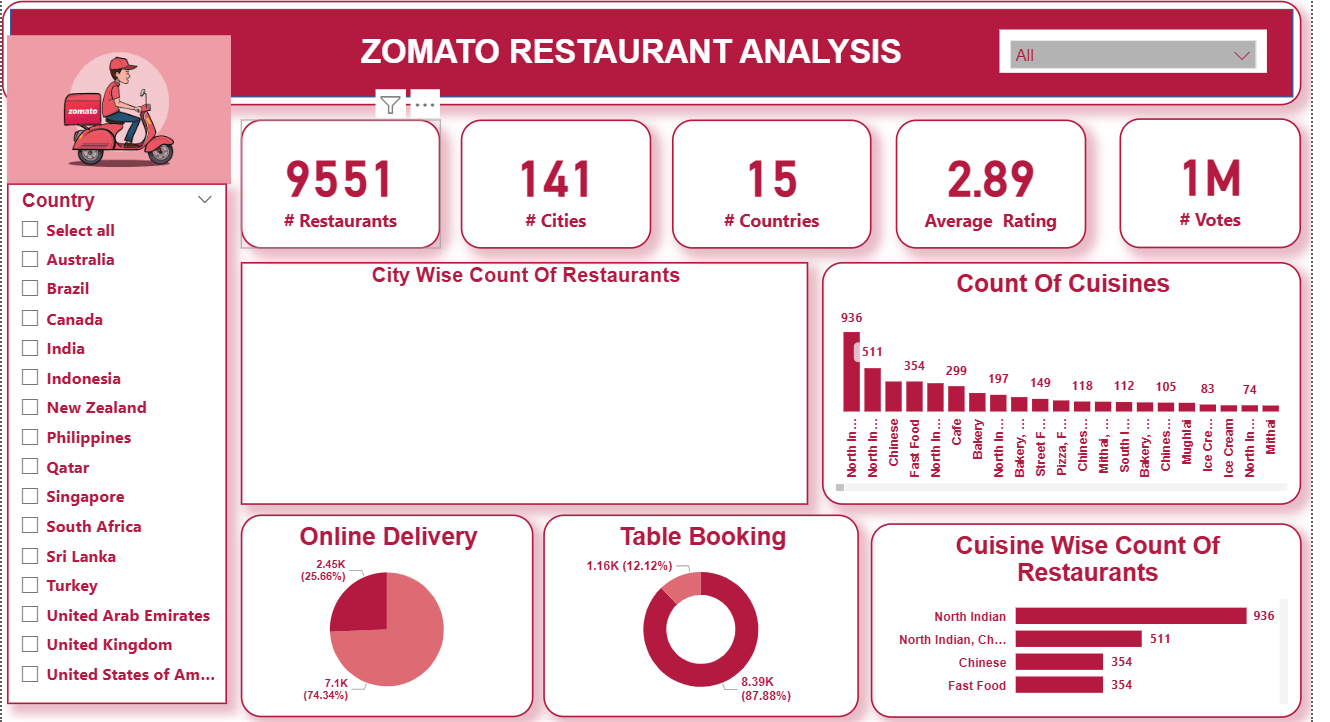 ZOMATO RESTAURANT ANALYSIS
All
zomato
Country
Select all
Australia
Brazil
Canada
India
Indonesia
New Zealand
Philippines
Qatar
Singapore
South Africa
Sri Lanka
Turkey
United Arab Emirates
United Kingdom
United States of Am...
9551
# Restaurants
141
# Cities
15
# Countries
2.89
Average Rating
1M
# Votes
City Wise Count Of Restaurants
Count Of Cuisines
936
511
354
299
197
149
118
112
105
83
74
North In...
North In...
Chinese
Fast Food
North In...
Cafe
Bakery
North In...
Bakery, ...
Street F...
Pizza, F...
Chines...
Mithai, ...
South I...
Bakery, ...
Chines...
Mughlai
Ice Cre...
Ice Cream
North In...
Mithai
Online Delivery
2.45K
(25.66%)
7.1K
(74.34%)
Table Booking
1.16K (12.12%)
8.39K
(87.88%)
Cuisine Wise Count Of
Restaurants
North Indian 936
North Indian, Ch... 511
Chinese 354
Fast Food 354